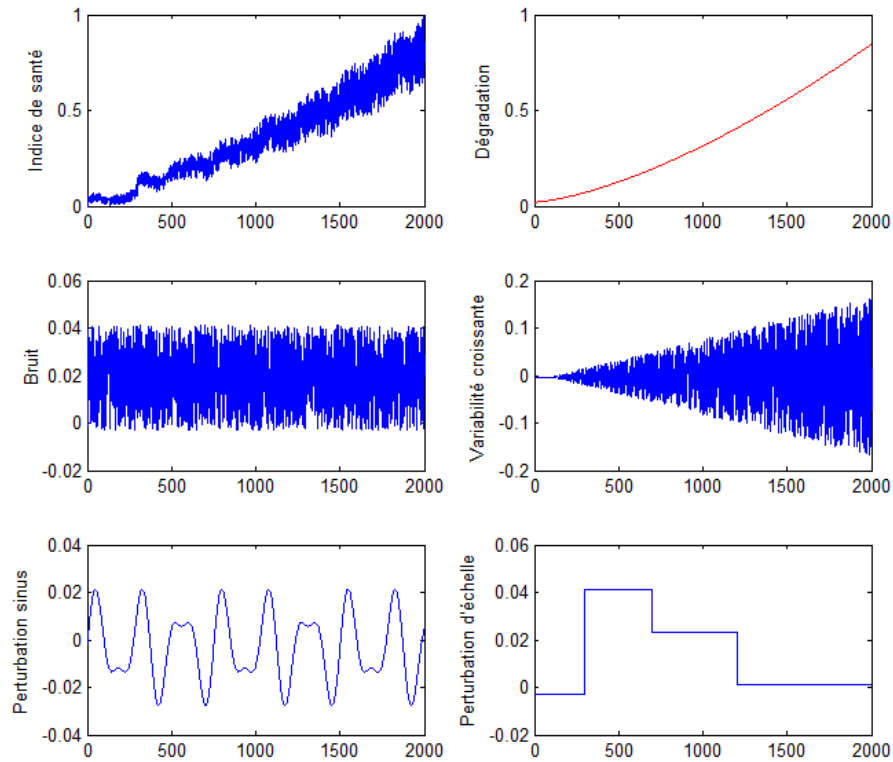 Indice de santé
1
0.5
0
0 500 1000 1500 2000
Dégradation
1
0.5
0
0 500 1000 1500 2000
Bruit
0.06
0.04
0.02
0
-0.02
0 500 1000 1500 2000
Variabilité croissante
0.2
0.1
0
-0.1
-0.2
0 500 1000 1500 2000
Perturbation sinus
0.04
0.02
0
-0.02
-0.04
0 500 1000 1500 2000
Perturbation d'échelle
0.06
0.04
0.02
0
-0.02
0 500 1000 1500 2000